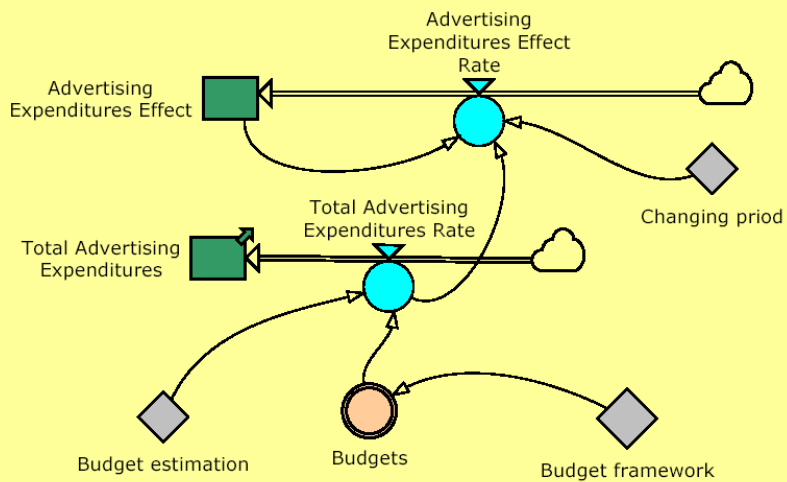 Advertising
Expenditures Effect
Rate
Advertising
Expenditures Effect
Changing priod
Total Advertising
Expenditures Rate
Total Advertising
Expenditures
Budget estimation
Budgets
Budget framework